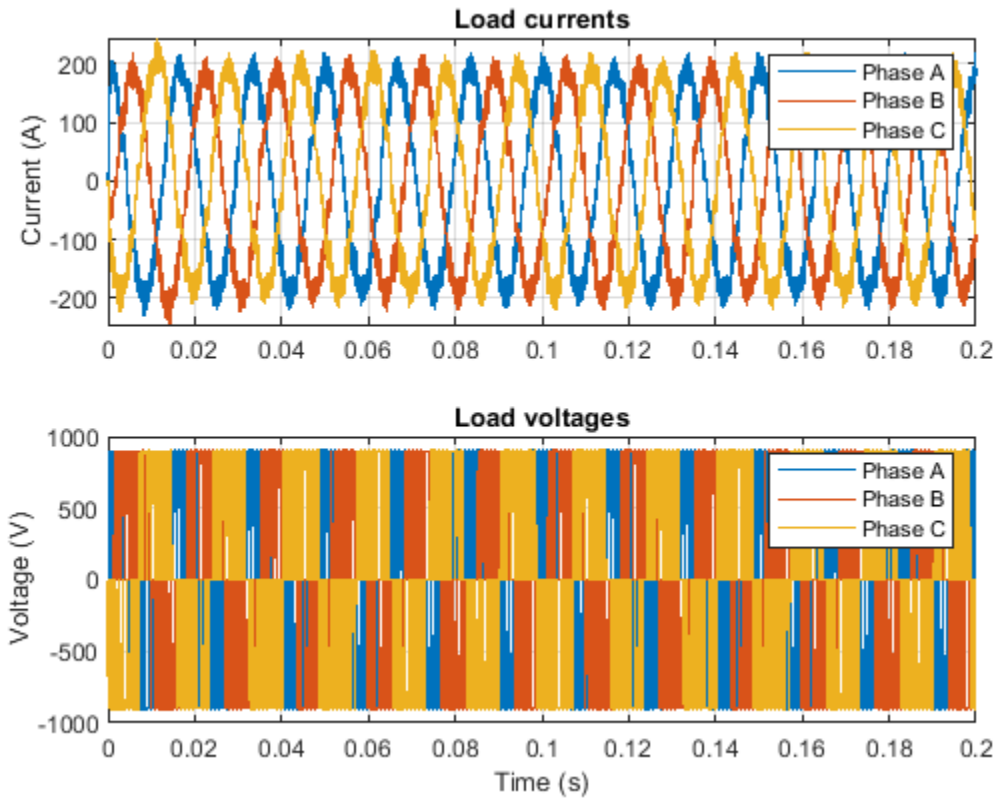 Load currents
Current (A)
200
100
0
-100
-200
Phase A
Phase B
Phase C
0 0.02 0.04 0.06 0.08 0.1 0.12 0.14 0.16 0.18 0.2
Load voltages
Voltage (V)
1000
500
0
-500
-1000
Phase A
Phase B
Phase C
0 0.02 0.04 0.06 0.08 0.1 0.12 0.14 0.16 0.18 0.2
Time (s)